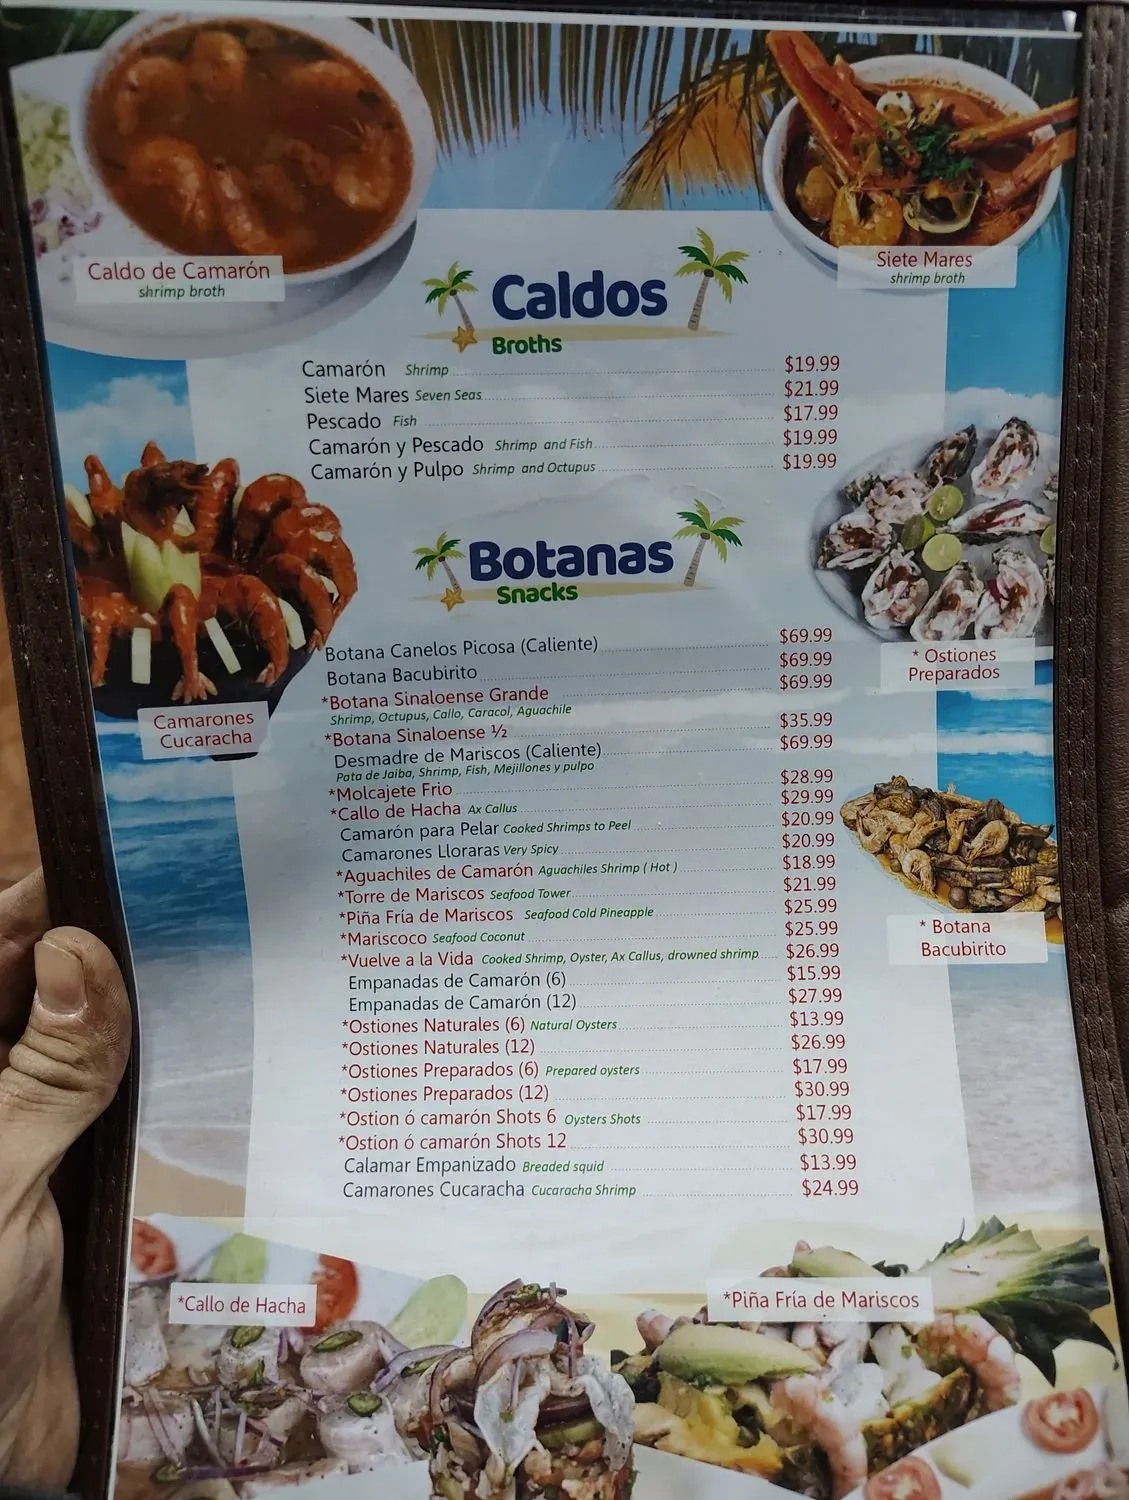 Caldo de Camarón
shrimp broth
Siete Mares
shrimp broth
Caldos
Broths
Camarón Shrimp $19.99
Siete Mares Seven Seas $21.99
Pescado Fish $17.99
Camarón y Pescado Shrimp and Fish $19.99
Camarón y Pulpo Shrimp and Octupus $19.99
Camarones
Cucaracha
* Ostiones
Preparados
Botanas
Snacks
Botana Canelos Picosa (Caliente) $69.99
Botana Bacubirito $69.99
*Botana Sinaloense Grande $69.99
Shrimp, Octupus, Callo, Caracol, Aguachile
*Botana Sinaloense ½ $35.99
Desmadre de Mariscos (Caliente) $69.99
Pata de Jaiba, Shrimp, Fish, Mejillones y pulpo
*Molcajete Frio $28.99
*Callo de Hacha Ax Callus $29.99
Camarón para Pelar Cooked Shrimps to Peel $20.99
Camarones Lloraras Very Spicy $20.99
*Aguachiles de Camarón Aguachiles Shrimp ( Hot ) $18.99
*Torre de Mariscos Seafood Tower $21.99
*Piña Fría de Mariscos Seafood Cold Pineapple $25.99
*Mariscoco Seafood Coconut $25.99
*Vuelve a la Vida Cooked Shrimp, Oyster, Ax Callus, drowned shrimp $26.99
Empanadas de Camarón (6) $15.99
Empanadas de Camarón (12) $27.99
*Ostiones Naturales (6) Natural Oysters $13.99
*Ostiones Naturales (12) $26.99
*Ostiones Preparados (6) Prepared oysters $17.99
*Ostiones Preparados (12) $30.99
*Ostion ó camarón Shots 6 Oysters Shots $17.99
*Ostion ó camarón Shots 12 $30.99
Calamar Empanizado Breaded squid $13.99
Camarones Cucaracha Cucaracha Shrimp $24.99
* Botana
Bacubirito
*Callo de Hacha
*Piña Fría de Mariscos